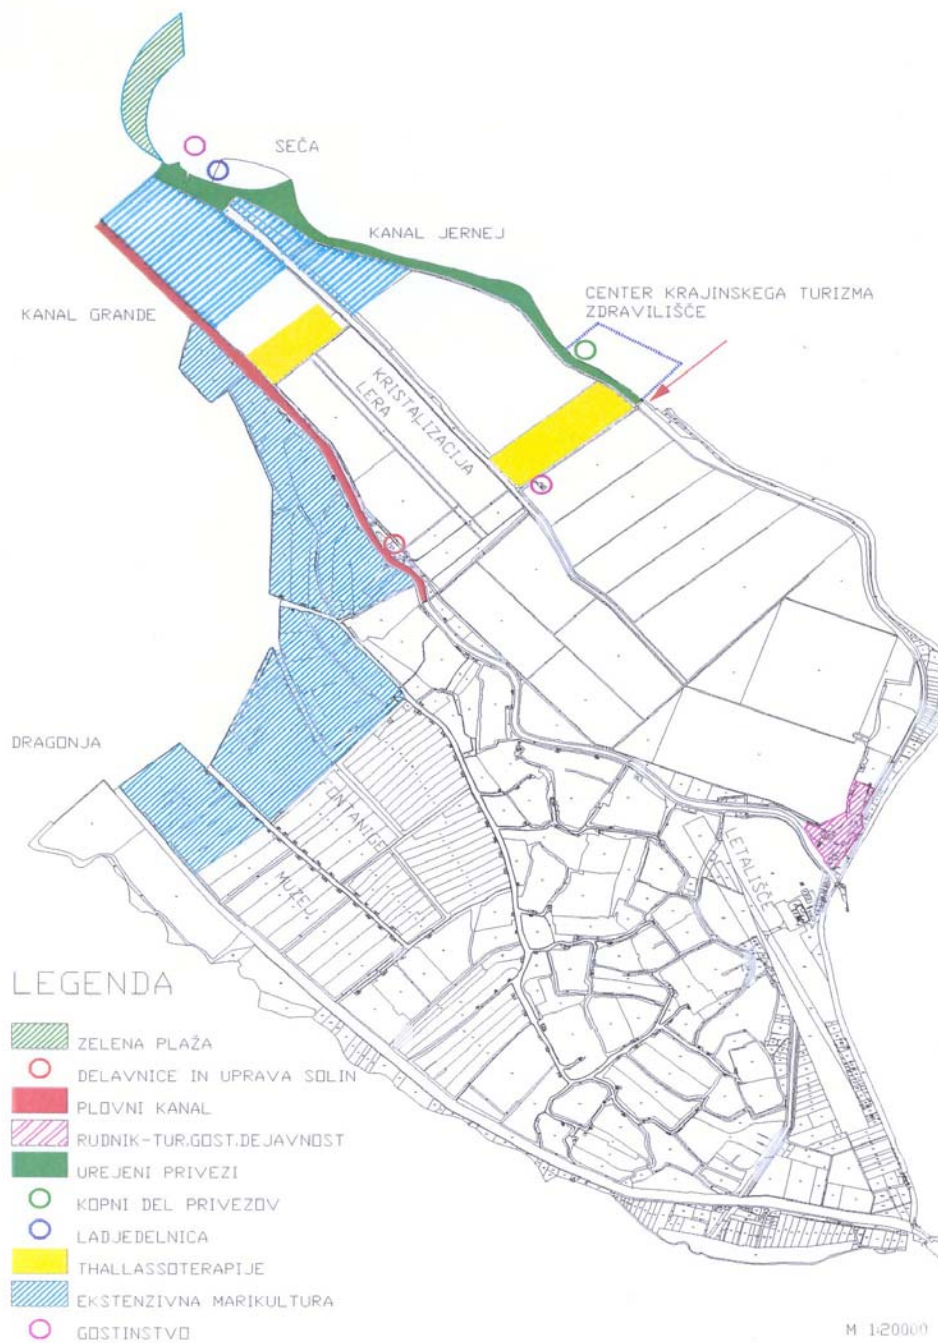 SEČA
KANAL JERNEJ
CENTER KRAJINSKEGA TURIZMA
ZDRAVILIŠČE
KANAL GRANDE
KRISTALIZACIJA
LERA
DRAGONJA
FONTANIGE
MUZEJ
LETALIŠČE
LEGENDA
ZELENA PLAŽA
DELAVNICE IN UPRAVA SOLIN
PLOVNI KANAL
RUDNIK-TUR.GOST.DEJAVNOST
UREJENI PRIVEZI
KOPNI DEL PRIVEZOV
LADJEDELNICA
THALLASSOTERAPIJE
EKSTENZIVNA MARIKULTURA
GOSTINSTVO
M 1:20000